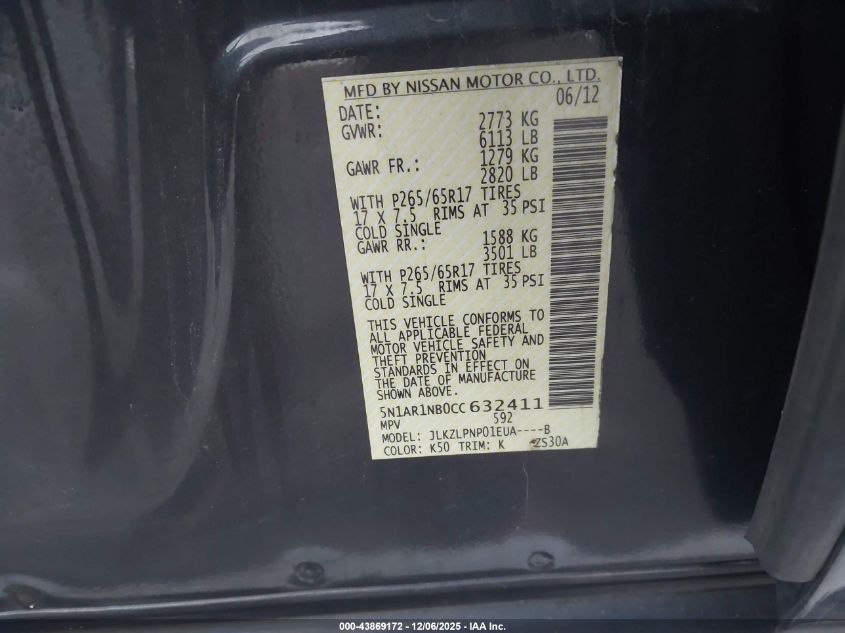 MFD BY NISSAN MOTOR CO., LTD.
DATE: 06/12
GVWR: 2773 KG
6113 LB
GAWR FR.: 1279 KG
2820 LB
WITH P265/65R17 TIRES
17 X 7.5 RIMS AT 35 PSI
COLD SINGLE
GAWR RR.: 1588 KG
3501 LB
WITH P265/65R17 TIRES
17 X 7.5 RIMS AT 35 PSI
COLD SINGLE
THIS VEHICLE CONFORMS TO
ALL APPLICABLE FEDERAL
MOTOR VEHICLE SAFETY AND
THEFT PREVENTION
STANDARDS IN EFFECT ON
THE DATE OF MANUFACTURE
SHOWN ABOVE.
5N1AR1NB0CC632411
MPV 592
MODEL: JLKZLPNP01EUA----B
COLOR: K50 TRIM: K ZS30A
000-43869172 - 12/06/2025 - IAA Inc.